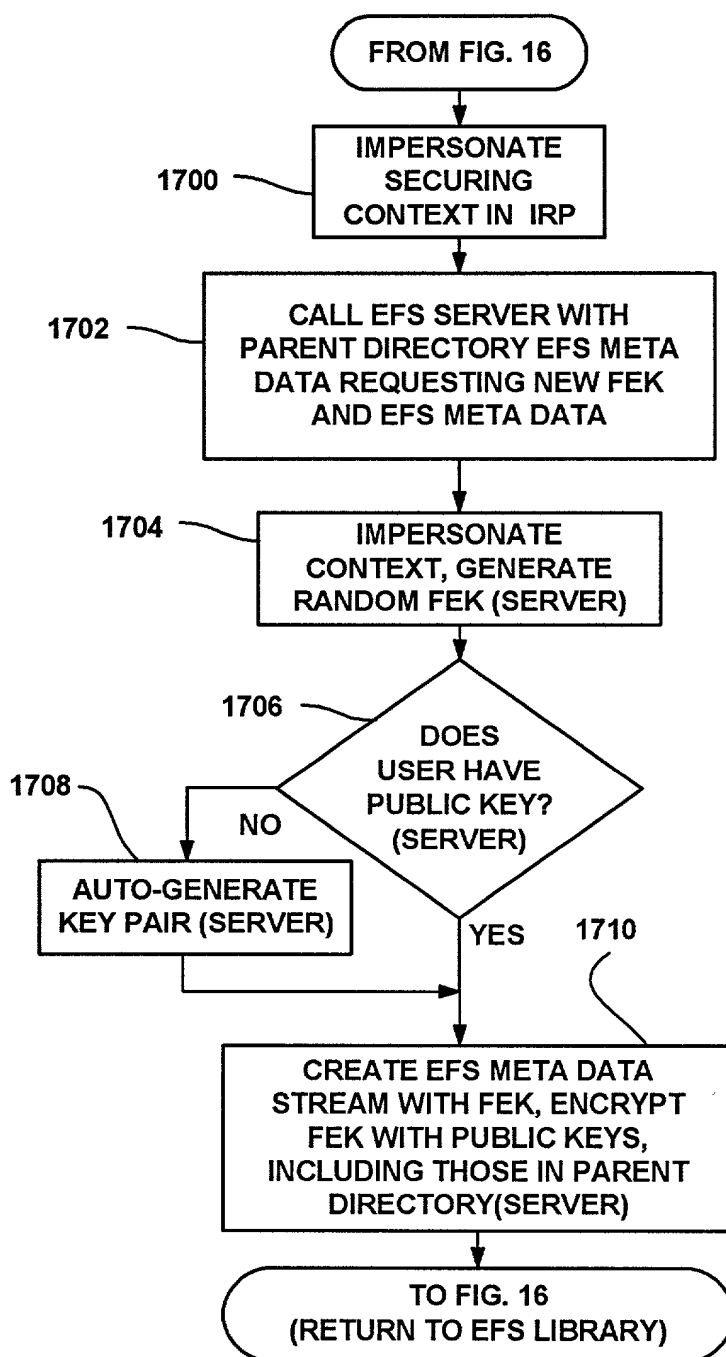 FROM FIG. 16
1700
IMPERSONATE
SECURING
CONTEXT IN IRP
1702
CALL EFS SERVER WITH
PARENT DIRECTORY EFS META
DATA REQUESTING NEW FEK
AND EFS META DATA
1704
IMPERSONATE
CONTEXT, GENERATE
RANDOM FEK (SERVER)
1706
DOES
USER HAVE
PUBLIC KEY?
(SERVER)
1708
NO
AUTO-GENERATE
KEY PAIR (SERVER)
YES
1710
CREATE EFS META DATA
STREAM WITH FEK, ENCRYPT
FEK WITH PUBLIC KEYS,
INCLUDING THOSE IN PARENT
DIRECTORY(SERVER)
TO FIG. 16
(RETURN TO EFS LIBRARY)